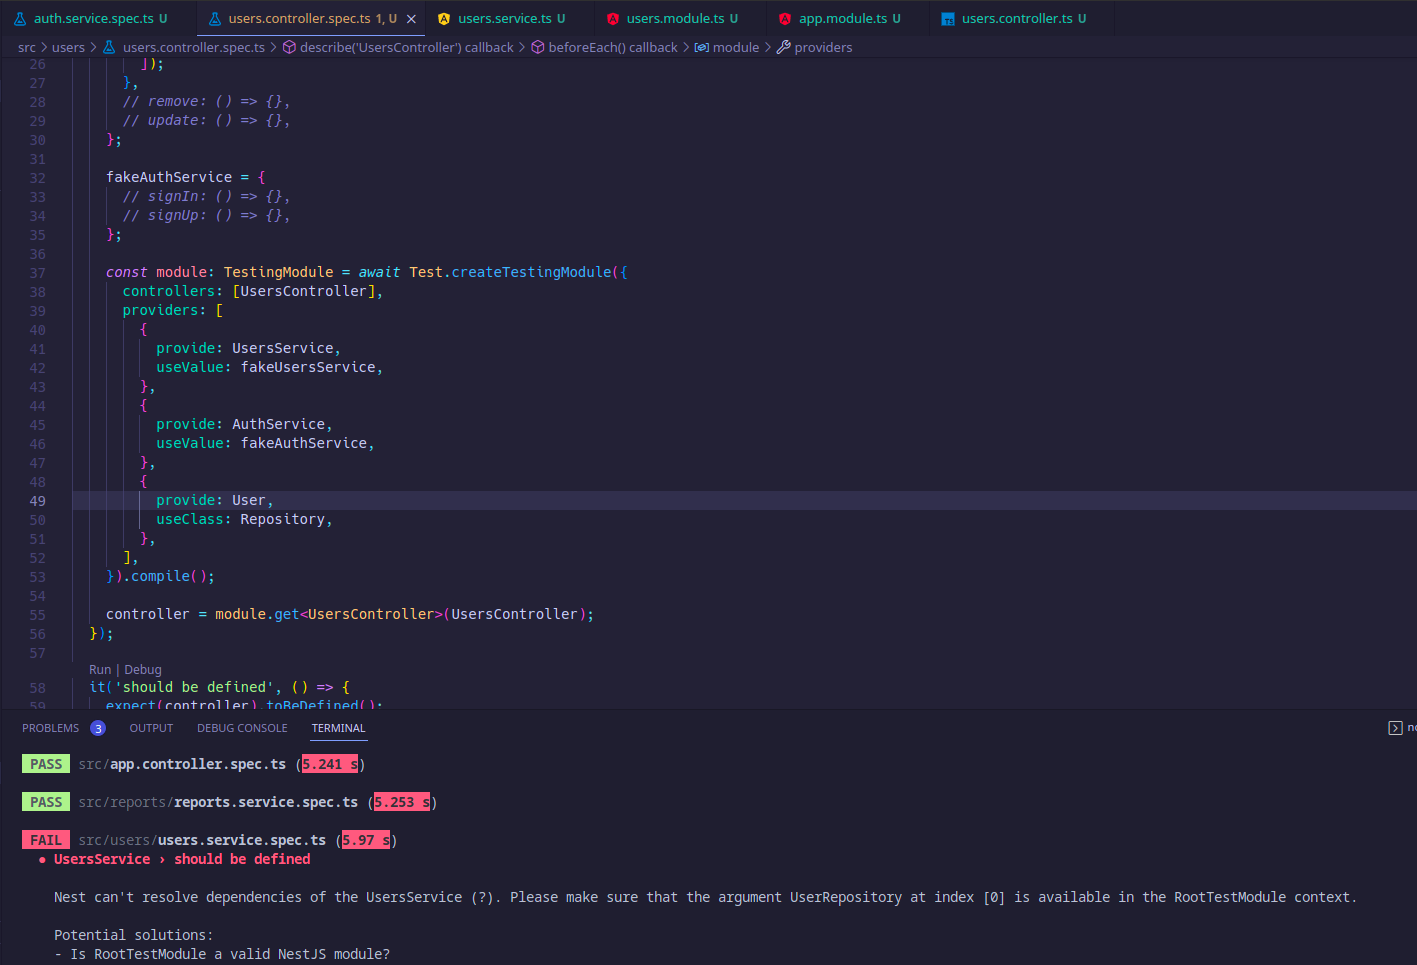 auth.service.spec.ts U
users.controller.spec.ts 1, U
users.service.ts U
users.module.ts U
app.module.ts U
users.controller.ts U
src > users > users.controller.spec.ts > describe('UsersController') callback > beforeEach() callback > module > providers
26 ]);
27 },
28 // remove: () => {},
29 // update: () => {},
30 };
31
32 fakeAuthService = {
33 // signIn: () => {},
34 // signUp: () => {},
35 };
36
37 const module: TestingModule = await Test.createTestingModule({
38 controllers: [UsersController],
39 providers: [
40 {
41 provide: UsersService,
42 useValue: fakeUsersService,
43 },
44 {
45 provide: AuthService,
46 useValue: fakeAuthService,
47 },
48 {
49 provide: User,
50 useClass: Repository,
51 },
52 ],
53 }).compile();
54
55 controller = module.get<UsersController>(UsersController);
56 });
57
Run | Debug
58 it('should be defined', () => {
59 expect(controller).toBeDefined();
PROBLEMS 3 OUTPUT DEBUG CONSOLE TERMINAL
PASS src/app.controller.spec.ts (5.241 s)
PASS src/reports/reports.service.spec.ts (5.253 s)
FAIL src/users/users.service.spec.ts (5.97 s)
● UsersService › should be defined
Nest can't resolve dependencies of the UsersService (?). Please make sure that the argument UserRepository at index [0] is available in the RootTestModule context.
Potential solutions:
- Is RootTestModule a valid NestJS module?